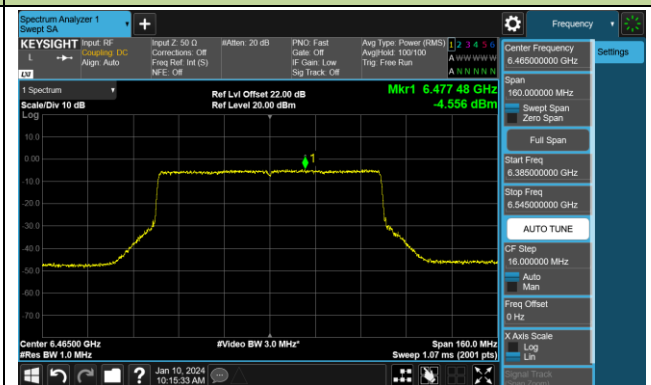 Spectrum Analyzer 1
Swept SA
+
Frequency
KEYSIGHT
L
LXI
Input: RF
Coupling: DC
Align: Auto
Input Z: 50 Ω
Corrections: Off
Freq Ref: Int (S)
NFE: Off
#Atten: 20 dB
PNO: Fast
Gate: Off
IF Gain: Low
Sig Track: Off
Avg Type: Power (RMS)
Avg|Hold: 100/100
Trig: Free Run
1 2 3 4 5 6
A W W W W W
A N N N N N
1 Spectrum
Scale/Div 10 dB
Log
Ref Lvl Offset 22.00 dB
Ref Level 20.00 dBm
Mkr1 6.477 48 GHz
-4.556 dBm
10.0
0.00
-10.0
-20.0
-30.0
-40.0
-50.0
-60.0
-70.0
1
Center 6.46500 GHz
#Res BW 1.0 MHz
#Video BW 3.0 MHz*
Span 160.0 MHz
Sweep 1.07 ms (2001 pts)
Center Frequency
6.465000000 GHz
Settings
Span
160.000000 MHz
Swept Span
Zero Span
Full Span
Start Freq
6.385000000 GHz
Stop Freq
6.545000000 GHz
AUTO TUNE
CF Step
16.000000 MHz
Auto
Man
Freq Offset
0 Hz
X Axis Scale
Log
Lin
Signal Track
?
Jan 10, 2024
10:15:33 AM